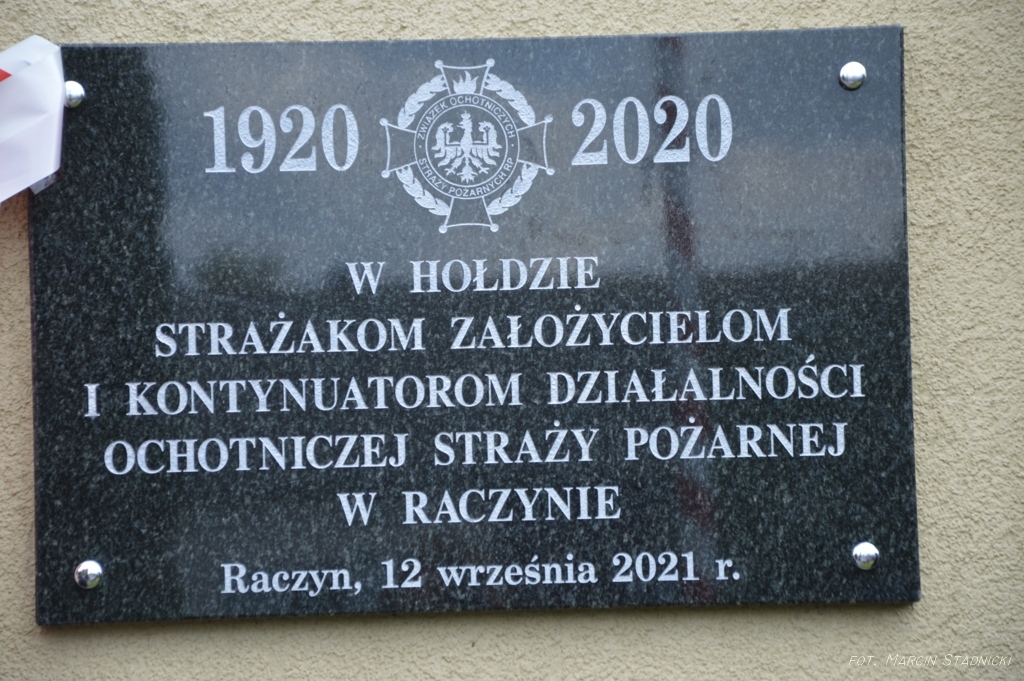 1920 2020
ZWIĄZEK OCHOTNICZYCH
STRAŻY POŻARNYCH RP
W HOŁDZIE
STRAŻAKOM ZAŁOŻYCIELOM
I KONTYNUATOROM DZIAŁALNOŚCI
OCHOTNICZEJ STRAŻY POŻARNEJ
W RACZYNIE
Raczyn, 12 września 2021 r.
FOT. MARCIN STADNICKI